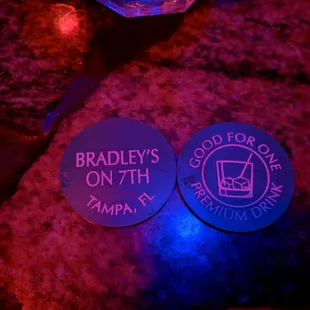 BRADLEY'S
ON 7TH
TAMPA, FL
GOOD FOR ONE
PREMIUM DRINK